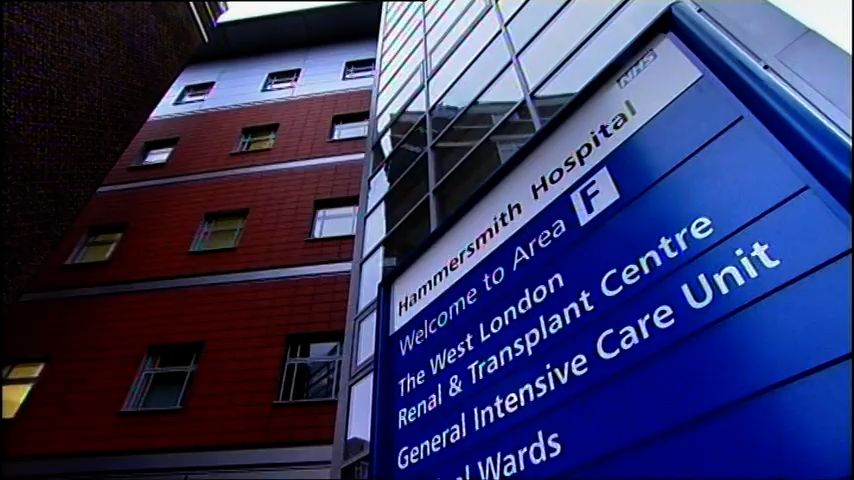 NHS
Hammersmith Hospital
Welcome to Area F
The West London
Renal & Transplant Centre
General Intensive Care Unit
Wards